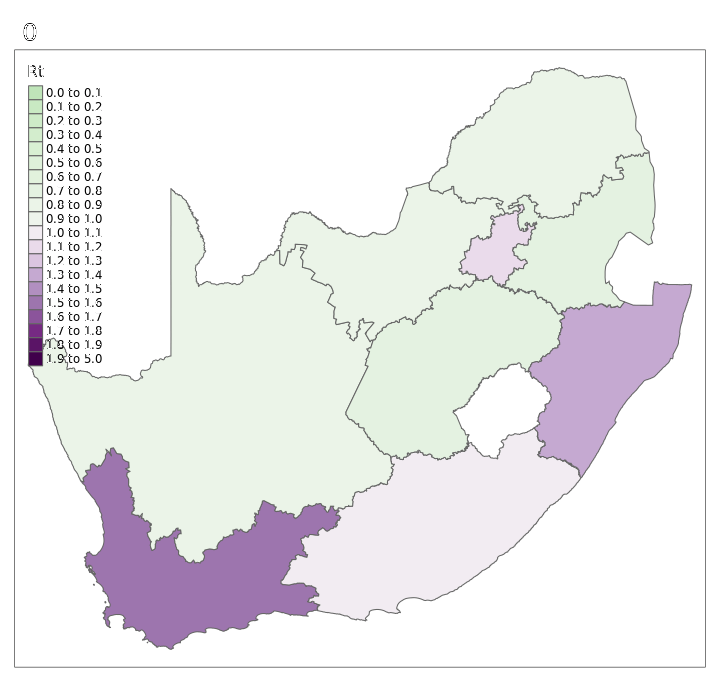 0
Rt
0.0 to 0.1
0.1 to 0.2
0.2 to 0.3
0.3 to 0.4
0.4 to 0.5
0.5 to 0.6
0.6 to 0.7
0.7 to 0.8
0.8 to 0.9
0.9 to 1.0
1.0 to 1.1
1.1 to 1.2
1.2 to 1.3
1.3 to 1.4
1.4 to 1.5
1.5 to 1.6
1.6 to 1.7
1.7 to 1.8
1.8 to 1.9
1.9 to 5.0